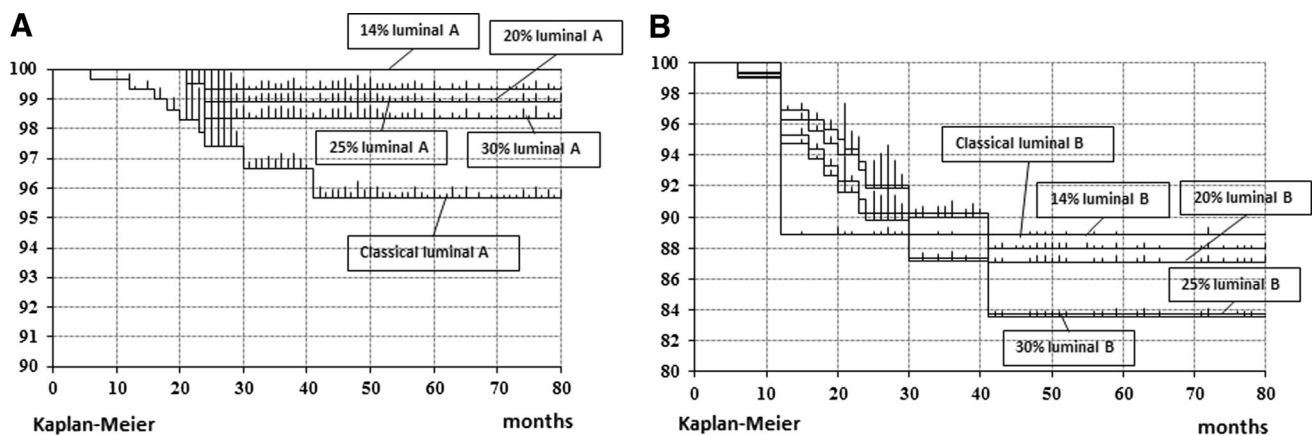 A
14% luminal A
20% luminal A
100
99
98
97
96
95
94
93
92
91
90
25% luminal A
30% luminal A
Classical luminal A
0 10 20 30 40 50 60 70 80
Kaplan-Meier months
B
100
98
96
94
92
90
88
86
84
82
80
Classical luminal B
14% luminal B
20% luminal B
25% luminal B
30% luminal B
0 10 20 30 40 50 60 70 80
Kaplan-Meier months